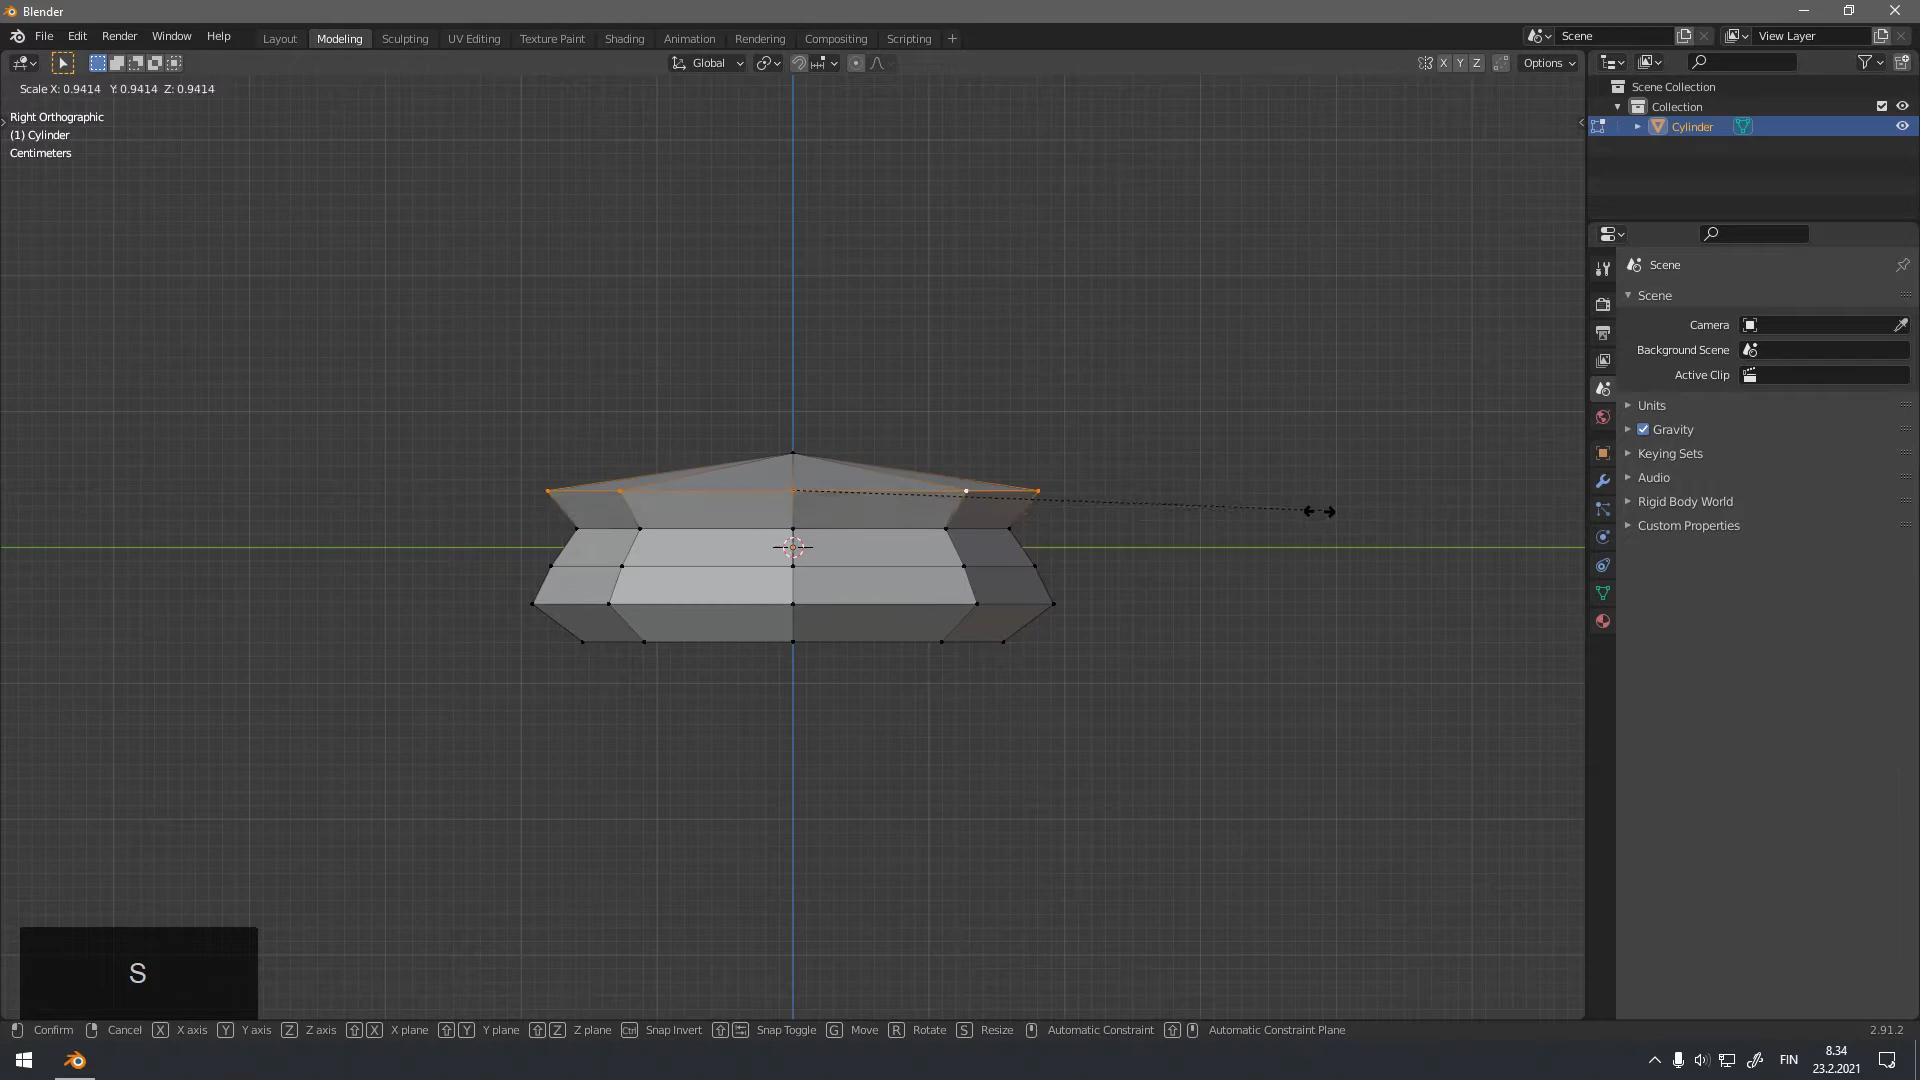 Blender
File Edit Render Window Help Layout Modeling Sculpting UV Editing Texture Paint Shading Animation Rendering Compositing Scripting + Scene View Layer
Global X Y Z Options
Scale X: 0.9414 Y: 0.9414 Z: 0.9414
Right Orthographic
(1) Cylinder
Centimeters
Scene Collection
Collection
Cylinder
Scene
Scene
Camera
Background Scene
Active Clip
Units
Gravity
Keying Sets
Audio
Rigid Body World
Custom Properties
S
Confirm Cancel X X axis Y Y axis Z Z axis X X plane Y Y plane Z Z plane Ctrl Snap Invert Snap Toggle G Move R Rotate S Resize Automatic Constraint Automatic Constraint Plane 2.91.2
FIN
8.34
23.2.2021